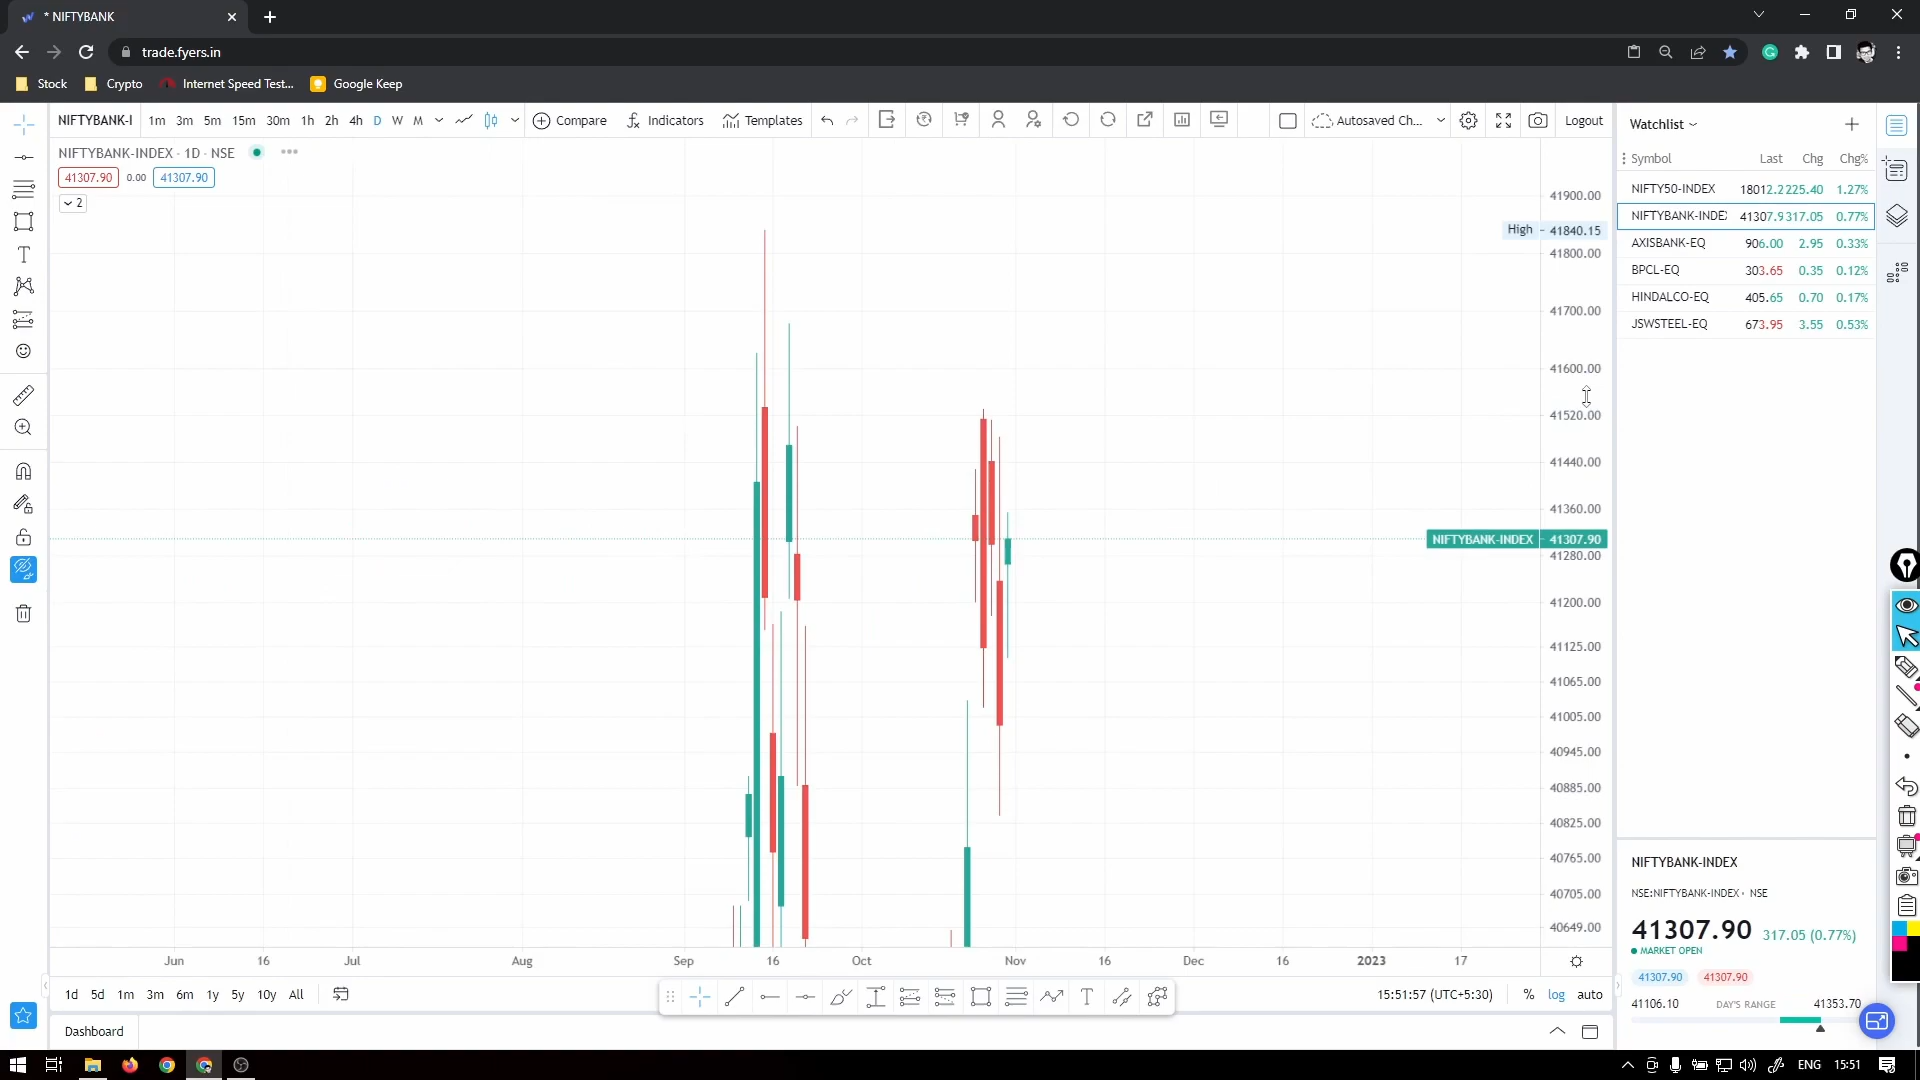 * NIFTYBANK
trade.fyers.in
Stock Crypto Internet Speed Test... Google Keep
NIFTYBANK-I 1m 3m 5m 15m 30m 1h 2h 4h D W M Compare Indicators Templates Autosaved Ch... Logout
NIFTYBANK-INDEX · 1D · NSE
41307.90 0.00 41307.90
2
41900.00
High 41840.15
41800.00
41700.00
41600.00
41520.00
41440.00
41360.00
NIFTYBANK-INDEX 41307.90
41280.00
41200.00
41125.00
41065.00
41005.00
40945.00
40885.00
40825.00
40765.00
40705.00
40649.00
Jun 16 Jul Aug Sep 16 Oct Nov 16 Dec 16 2023 17
1d 5d 1m 3m 6m 1y 5y 10y All
15:51:57 (UTC+5:30) % log auto
Dashboard
Watchlist
Symbol Last Chg Chg%
NIFTY50-INDEX 18012.2 225.40 1.27%
NIFTYBANK-INDE 41307.9 317.05 0.77%
AXISBANK-EQ 906.00 2.95 0.33%
BPCL-EQ 303.65 0.35 0.12%
HINDALCO-EQ 405.65 0.70 0.17%
JSWSTEEL-EQ 673.95 3.55 0.53%
NIFTYBANK-INDEX
NSE:NIFTYBANK-INDEX · NSE
41307.90 317.05 (0.77%)
MARKET OPEN
41307.90 41307.90
41106.10 DAY'S RANGE 41353.70
ENG 15:51